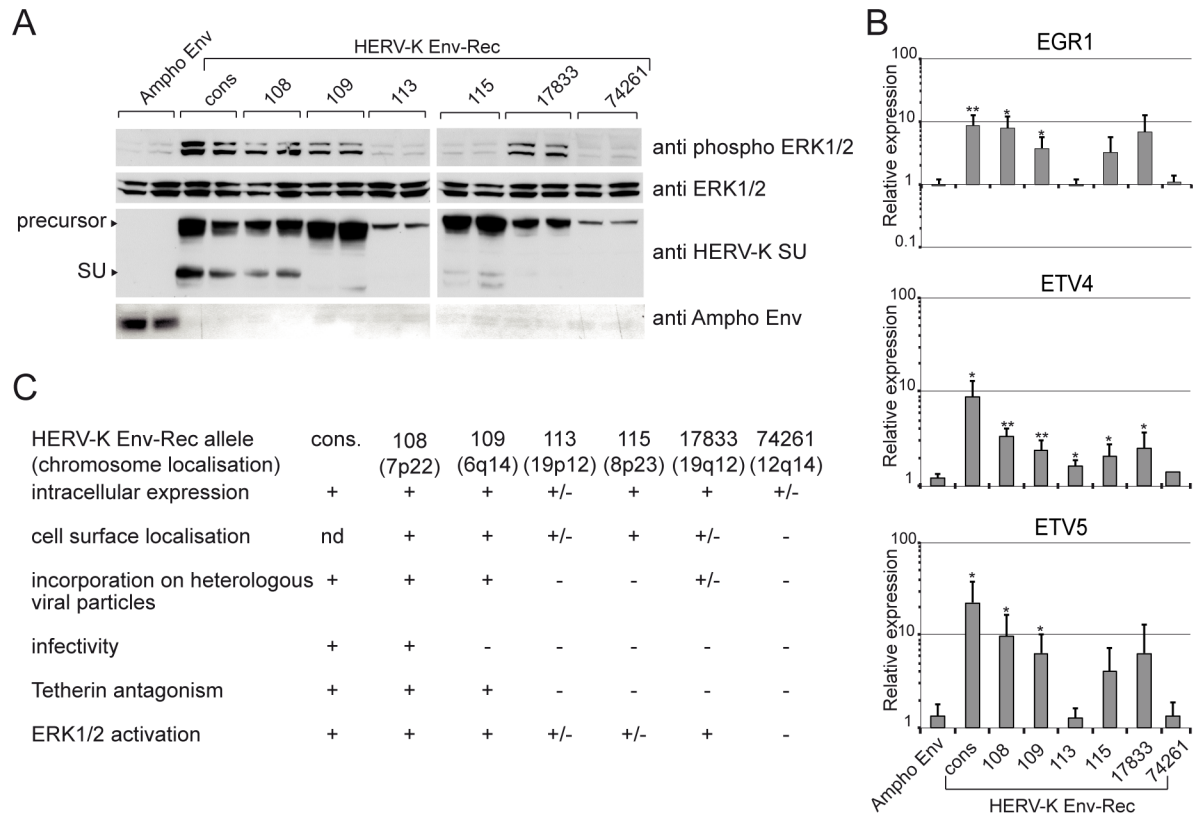 A
Ampho Env
HERV-K Env-Rec
cons
108
109
113
115
17833
74261
anti phospho ERK1/2
anti ERK1/2
precursor
SU
anti HERV-K SU
anti Ampho Env
B
EGR1
Relative expression
100
10
1
0.1
** * *
ETV4
Relative expression
100
10
1
* ** ** * * *
ETV5
Relative expression
100
10
1
* * *
Ampho Env
cons
108
109
113
115
17833
74261
HERV-K Env-Rec
C
HERV-K Env-Rec allele cons. 108 109 113 115 17833 74261
(chromosome localisation) (7p22) (6q14) (19p12) (8p23) (19q12) (12q14)
intracellular expression + + + +/- + + +/-
cell surface localisation nd + + +/- + +/- -
incorporation on heterologous + + + - - +/- -
viral particles
infectivity + + - - - - -
Tetherin antagonism + + + - - - -
ERK1/2 activation + + + +/- +/- + -